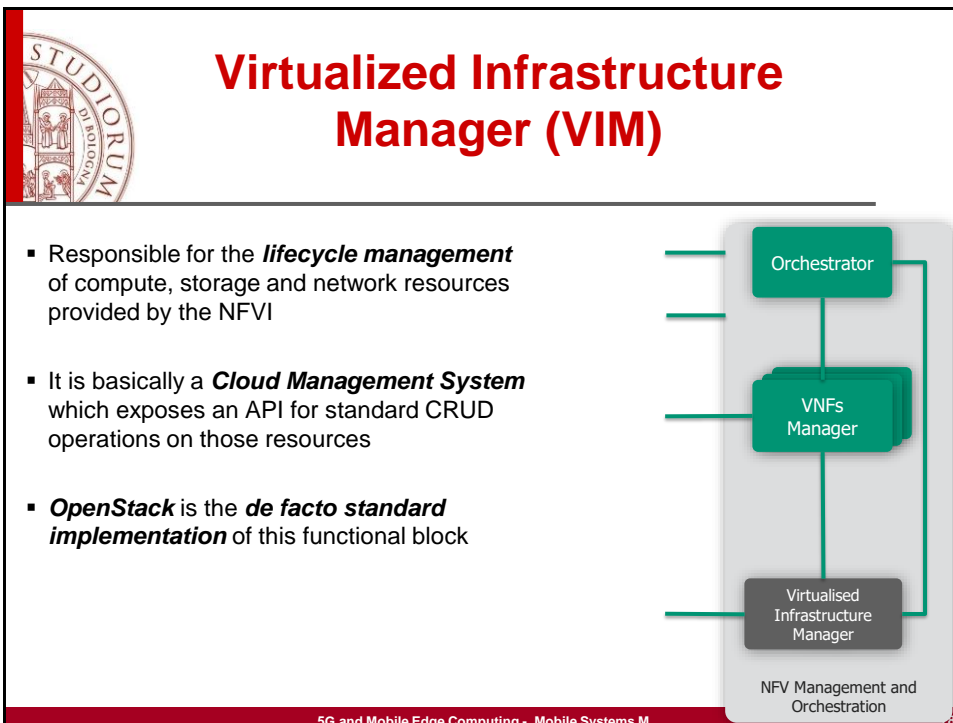 STUDIORUM
DI BOLOGNA
Virtualized Infrastructure
Manager (VIM)
▪ Responsible for the lifecycle management
of compute, storage and network resources
provided by the NFVI
▪ It is basically a Cloud Management System
which exposes an API for standard CRUD
operations on those resources
▪ OpenStack is the de facto standard
implementation of this functional block
Orchestrator
VNFs
Manager
Virtualised
Infrastructure
Manager
NFV Management and
Orchestration
5G and Mobile Edge Computing - Mobile Systems M